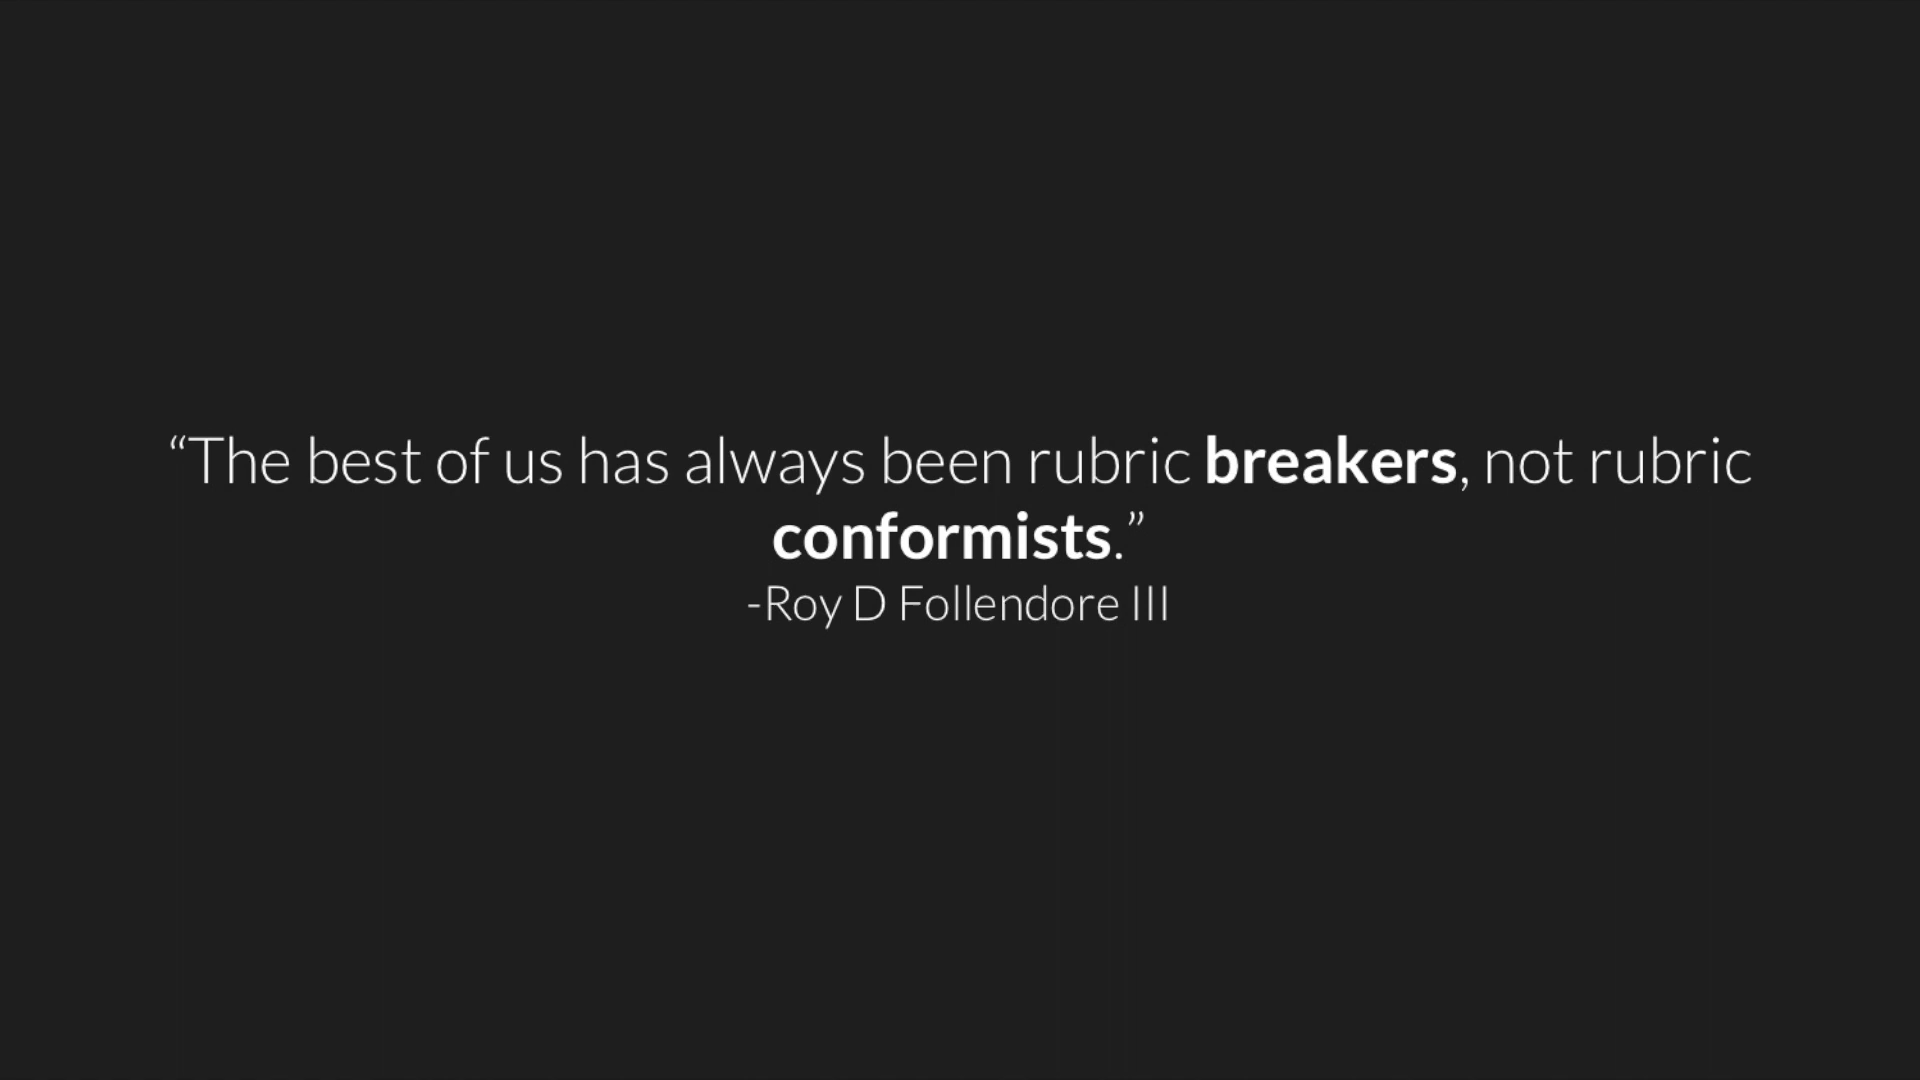 “The best of us has always been rubric breakers, not rubric
conformists.”
-Roy D Follendore III